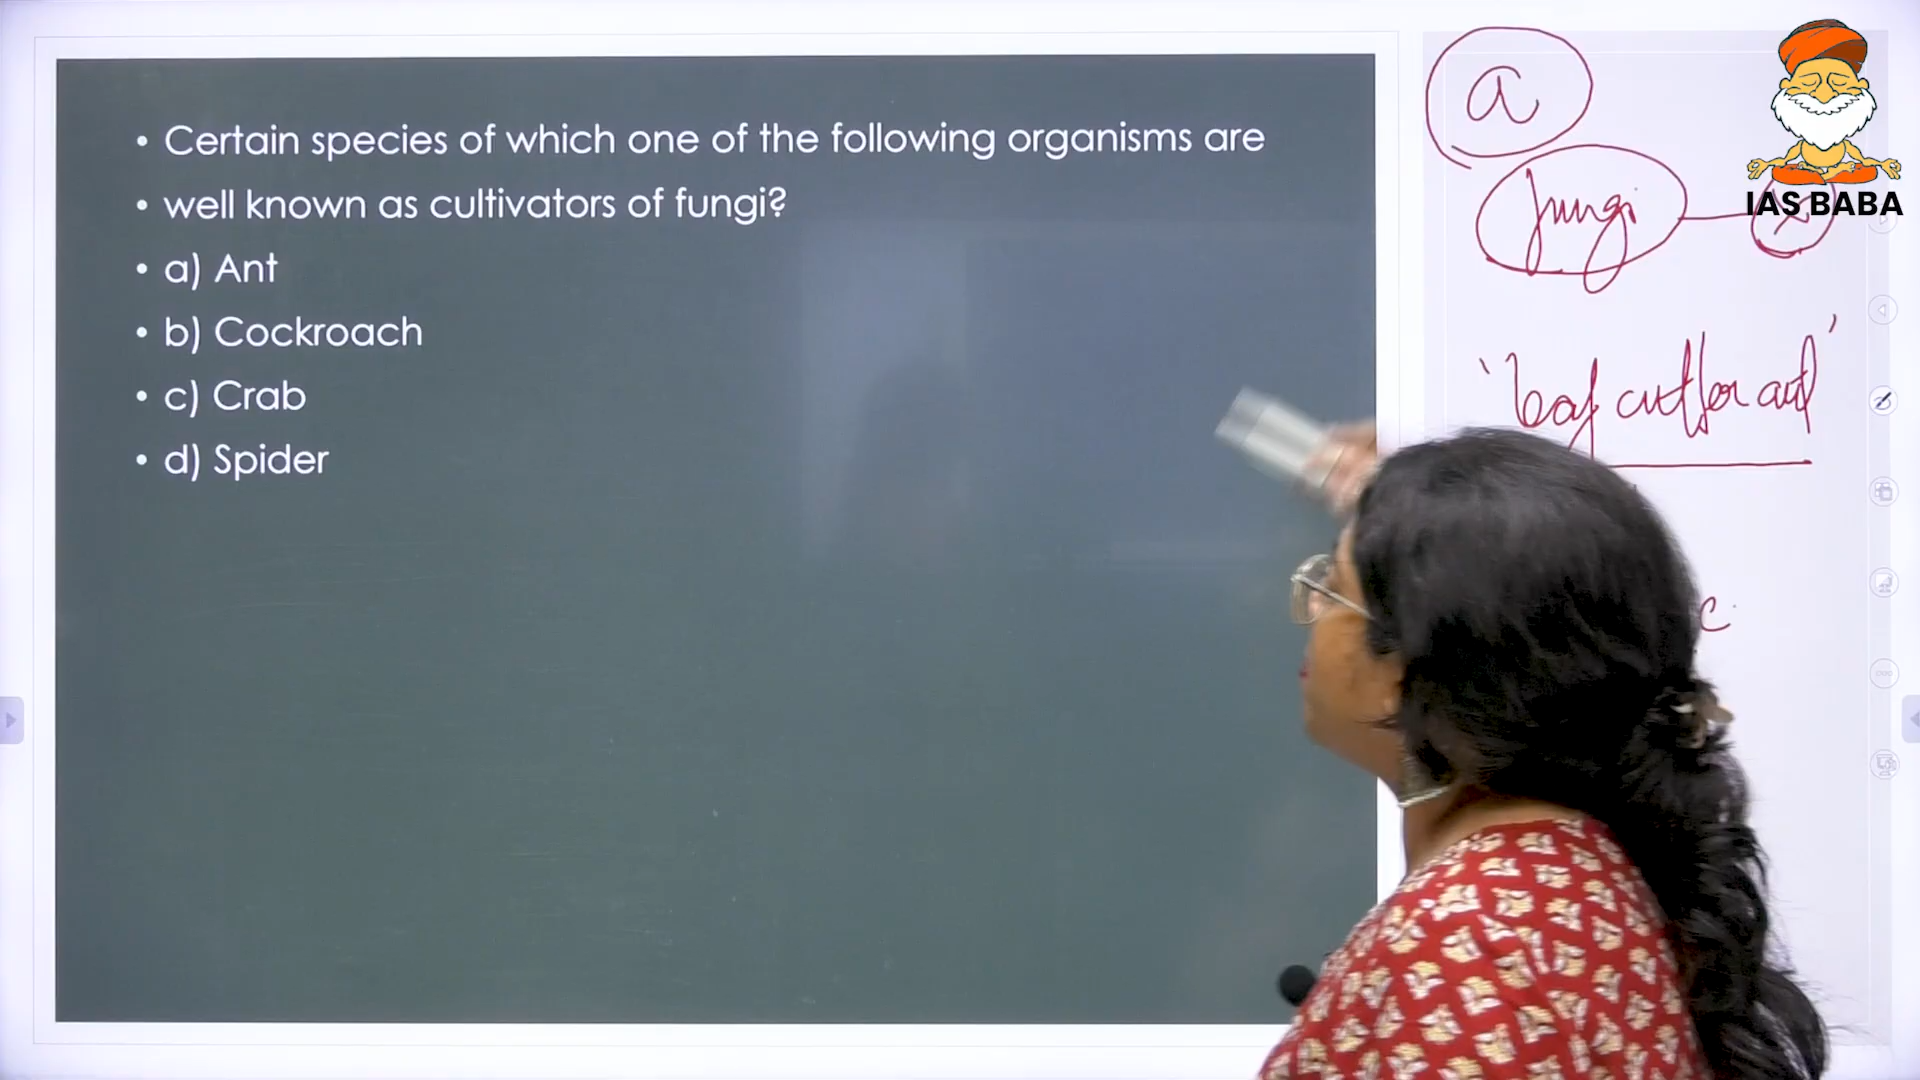 • Certain species of which one of the following organisms are
• well known as cultivators of fungi?
• a) Ant
• b) Cockroach
• c) Crab
• d) Spider
a
fungi
IAS BABA
'leaf cutter ant'
c